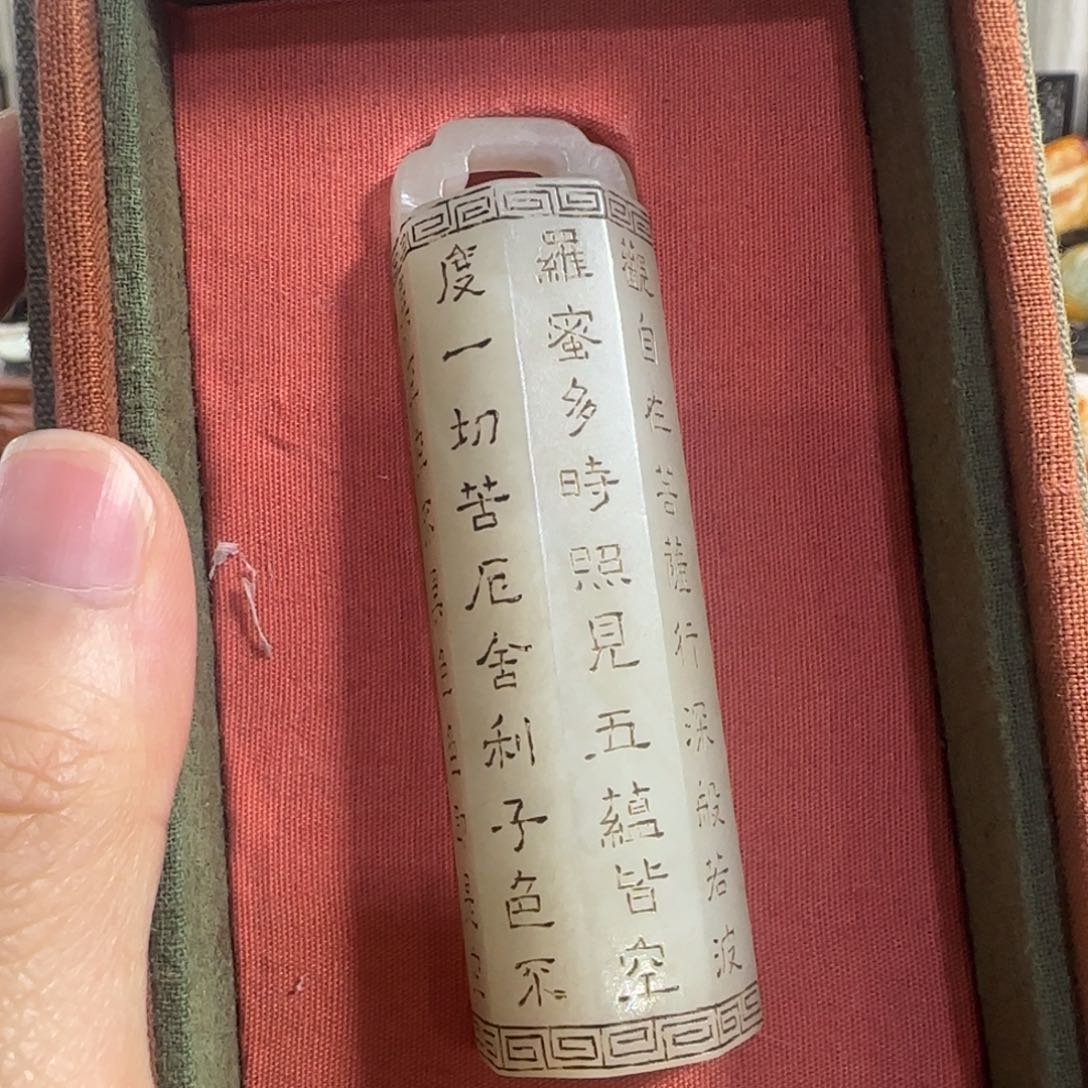 觀自在菩薩行深般若波
羅蜜多時照見五蘊皆空
度一切苦厄舍利子色不